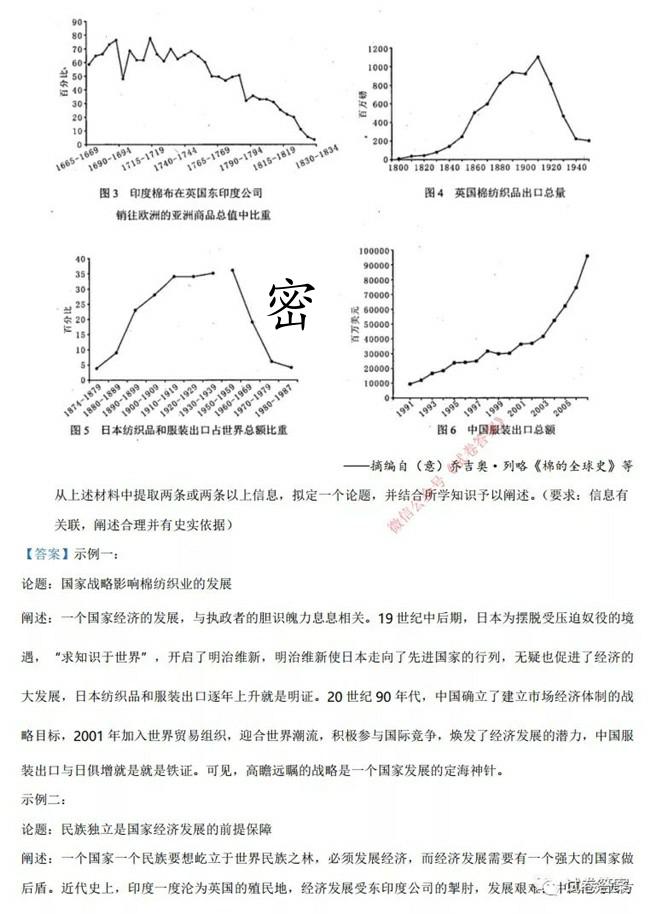 90
80
70
60
50
40
30
20
10
0
百分比
1665-1669
1690-1694
1715-1719
1740-1744
1765-1769
1790-1794
1815-1819
1830-1834
图3 印度棉布在英国东印度公司
销往欧洲的亚洲商品总值中比重
1200
1000
800
600
400
200
0
百万磅
1800 1820 1840 1860 1880 1900 1920 1940
图4 英国棉纺织品出口总量
40
35
30
25
20
15
10
5
0
百分比
1874-1879
1880-1889
1890-1899
1900-1909
1910-1919
1920-1929
1930-1939
1950-1959
1960-1969
1970-1979
1980-1987
图5 日本纺织品和服装出口占世界总额比重
密
100000
90000
80000
70000
60000
50000
40000
30000
20000
10000
0
百万美元
1991
1993
1995
1997
1999
2001
2003
2005
图6 中国服装出口总额
——摘编自（意）乔吉奥·列略《棉的全球史》等
微信公众号《试卷答案》
从上述材料中提取两条或两条以上信息，拟定一个论题，并结合所学知识予以阐述。（要求：信息有
关联，阐述合理并有史实依据）
【答案】示例一：
论题：国家战略影响棉纺织业的发展
阐述：一个国家经济的发展，与执政者的胆识魄力息息相关。19世纪中后期，日本为摆脱受压迫奴役的境
遇，“求知识于世界”，开启了明治维新，明治维新使日本走向了先进国家的行列，无疑也促进了经济的
大发展，日本纺织品和服装出口逐年上升就是明证。20世纪90年代，中国确立了建立市场经济体制的战
略目标，2001年加入世界贸易组织，迎合世界潮流，积极参与国际竞争，焕发了经济发展的潜力，中国服
装出口与日俱增就是就是铁证。可见，高瞻远瞩的战略是一个国家发展的定海神针。
示例二：
论题：民族独立是国家经济发展的前提保障
阐述：一个国家一个民族要想屹立于世界民族之林，必须发展经济，而经济发展需要有一个强大的国家做
后盾。近代史上，印度一度沦为英国的殖民地，经济发展受东印度公司的掣肘，发展艰难。中
试卷答案